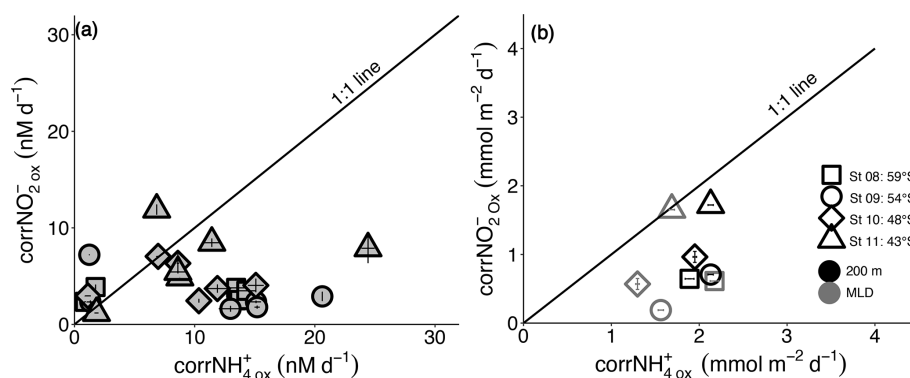 (a)
corrNO₂⁻ ox (nM d⁻¹)
30
20
10
0
0
10
20
30
1:1 line
corrNH₄⁺ ox (nM d⁻¹)
(b)
corrNO₂⁻ Ox (mmol m⁻² d⁻¹)
4
3
2
1
0
0
1
2
3
4
1:1 line
corrNH₄⁺ ox (mmol m⁻² d⁻¹)
St 08: 59°S
St 09: 54°S
St 10: 48°S
St 11: 43°S
200 m
MLD